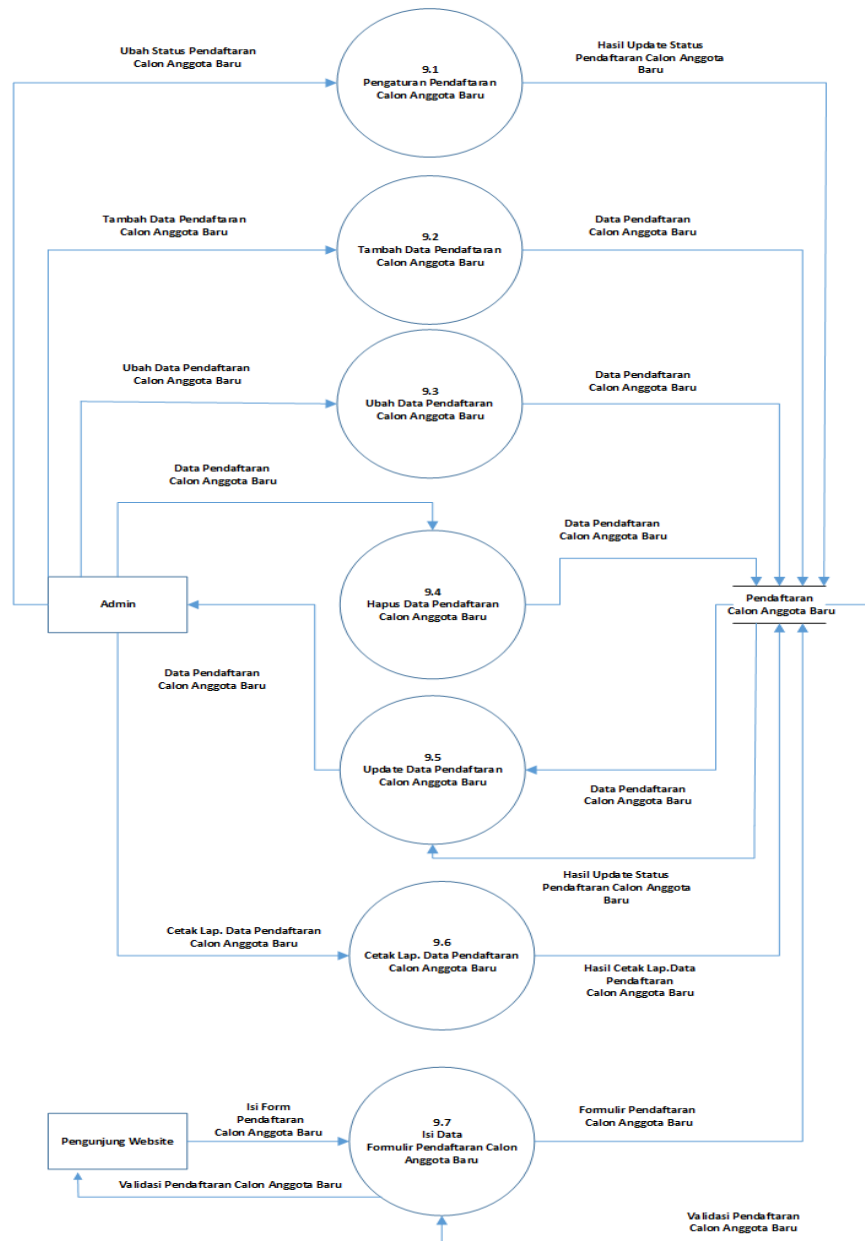 Ubah Status Pendaftaran
Calon Anggota Baru
9.1
Pengaturan Pendaftaran
Calon Anggota Baru
Hasil Update Status
Pendaftaran Calon Anggota
Baru
Tambah Data Pendaftaran
Calon Anggota Baru
9.2
Tambah Data Pendaftaran
Calon Anggota Baru
Data Pendaftaran
Calon Anggota Baru
Ubah Data Pendaftaran
Calon Anggota Baru
9.3
Ubah Data Pendaftaran
Calon Anggota Baru
Data Pendaftaran
Calon Anggota Baru
Data Pendaftaran
Calon Anggota Baru
9.4
Hapus Data Pendaftaran
Calon Anggota Baru
Data Pendaftaran
Calon Anggota Baru
Admin
Pendaftaran
Calon Anggota Baru
Data Pendaftaran
Calon Anggota Baru
9.5
Update Data Pendaftaran
Calon Anggota Baru
Data Pendaftaran
Calon Anggota Baru
Hasil Update Status
Pendaftaran Calon Anggota
Baru
Cetak Lap. Data Pendaftaran
Calon Anggota Baru
9.6
Cetak Lap. Data Pendaftaran
Calon Anggota Baru
Hasil Cetak Lap.Data
Pendaftaran
Calon Anggota Baru
Pengunjung Website
Isi Form
Pendaftaran
Calon Anggota Baru
9.7
Isi Data
Formulir Pendaftaran Calon
Anggota Baru
Formulir Pendaftaran
Calon Anggota Baru
Validasi Pendaftaran Calon Anggota Baru
Validasi Pendaftaran
Calon Anggota Baru